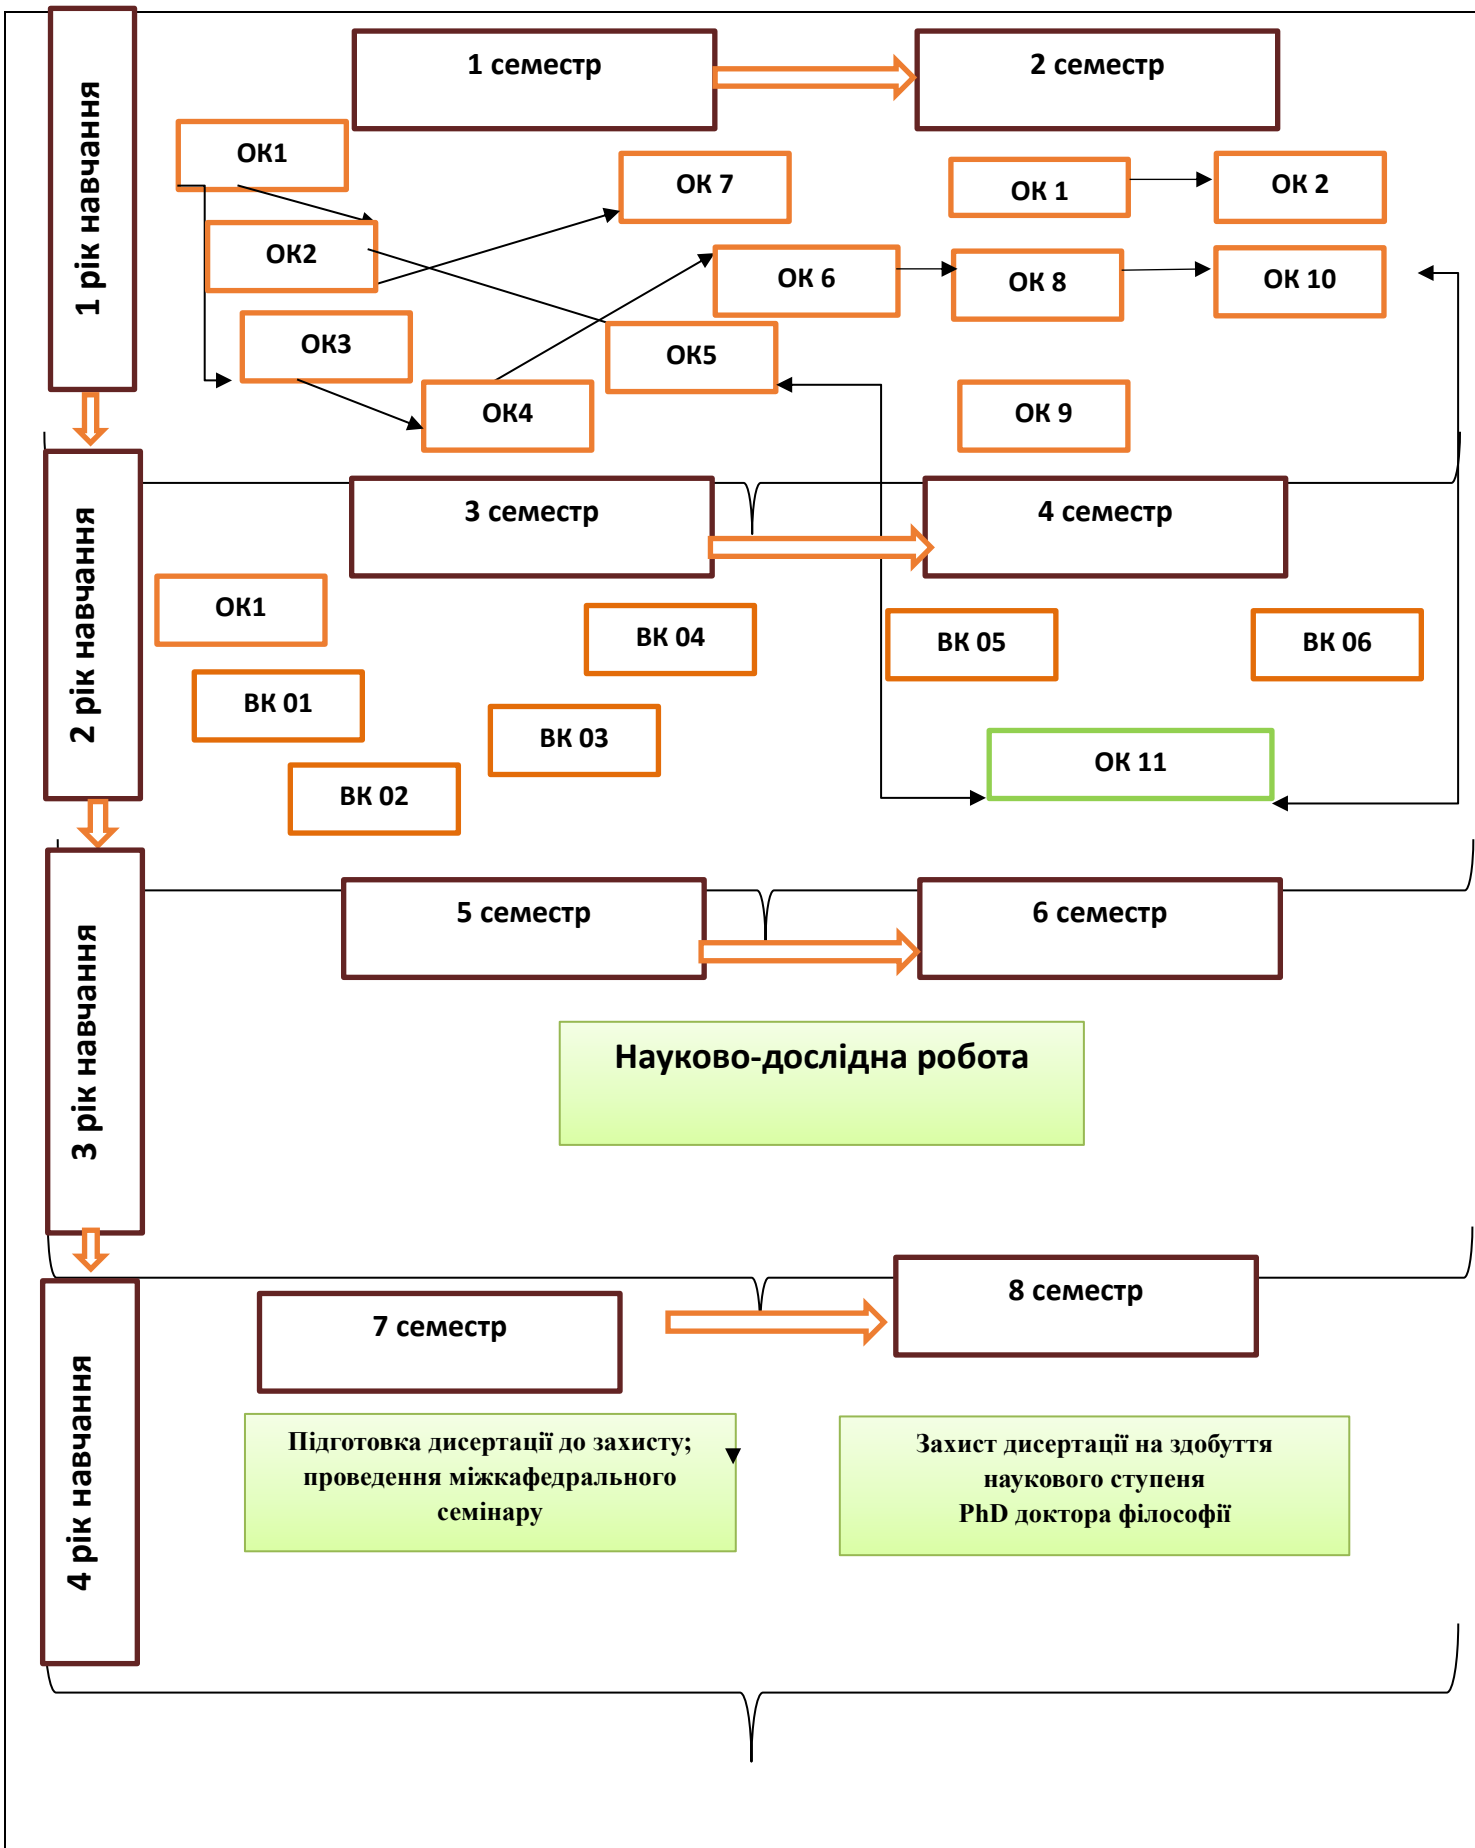 1 рік навчання
1 семестр
2 семестр
ОК1
ОК 7
ОК 1
ОК 2
ОК2
ОК 6
ОК 8
ОК 10
ОК3
ОК5
ОК4
ОК 9
2 рік навчання
3 семестр
4 семестр
ОК1
ВК 04
ВК 05
ВК 06
ВК 01
ВК 03
ОК 11
ВК 02
3 рік навчання
5 семестр
6 семестр
Науково-дослідна робота
4 рік навчання
7 семестр
8 семестр
Підготовка дисертації до захисту;
проведення міжкафедрального
семінару
Захист дисертації на здобуття
наукового ступеня
PhD доктора філософії